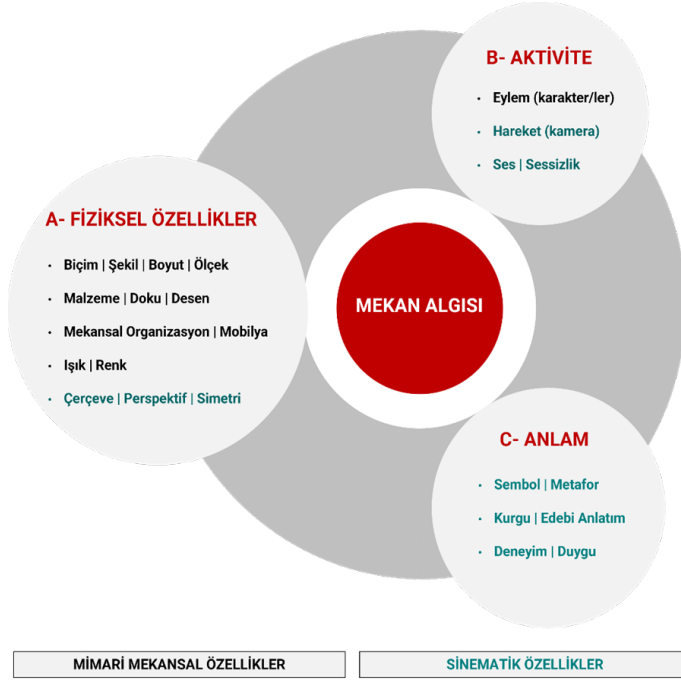 B- AKTİVİTE
• Eylem (karakter/ler)
• Hareket (kamera)
• Ses | Sessizlik
A- FİZİKSEL ÖZELLİKLER
• Biçim | Şekil | Boyut | Ölçek
• Malzeme | Doku | Desen
• Mekansal Organizasyon | Mobilya
• Işık | Renk
• Çerçeve | Perspektif | Simetri
MEKAN ALGISI
C- ANLAM
• Sembol | Metafor
• Kurgu | Edebi Anlatım
• Deneyim | Duygu
MİMARİ MEKANSAL ÖZELLİKLER
SİNEMATİK ÖZELLİKLER